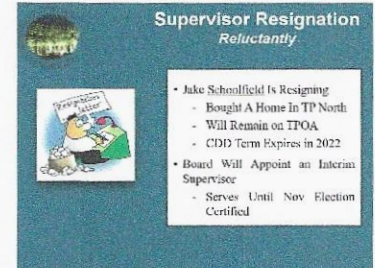 Supervisor Resignation
Reluctantly
Resignation
Letter
• Jake Schoolfield Is Resigning
- Bought A Home In TP North
- Will Remain on TPOA
- CDD Term Expires in 2022
• Board Will Appoint an Interim
Supervisor
- Serves Until Nov Election
Certified